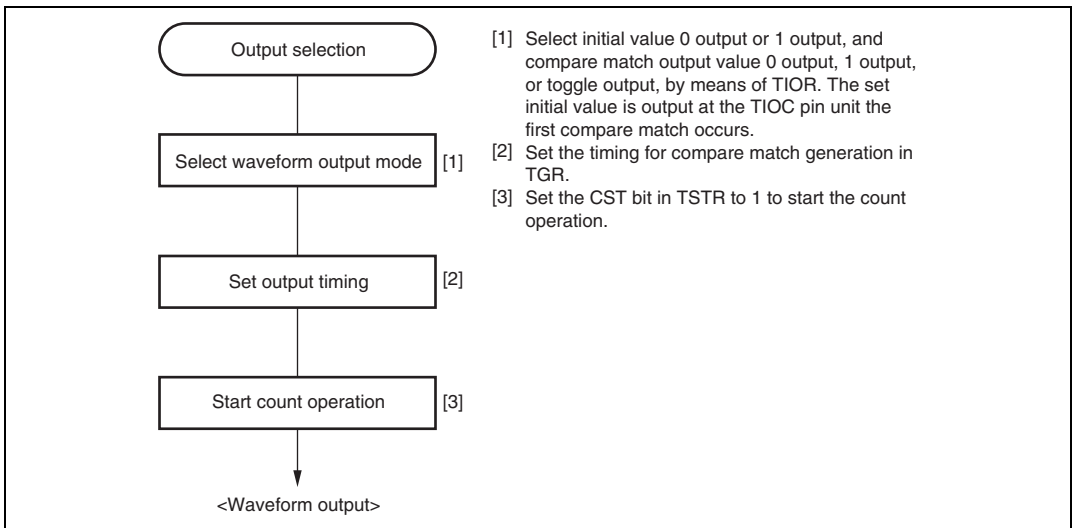 Output selection
Select waveform output mode
[1]
Set output timing
[2]
Start count operation
[3]
<Waveform output>
[1] Select initial value 0 output or 1 output, and
compare match output value 0 output, 1 output,
or toggle output, by means of TIOR. The set
initial value is output at the TIOC pin unit the
first compare match occurs.
[2] Set the timing for compare match generation in
TGR.
[3] Set the CST bit in TSTR to 1 to start the count
operation.